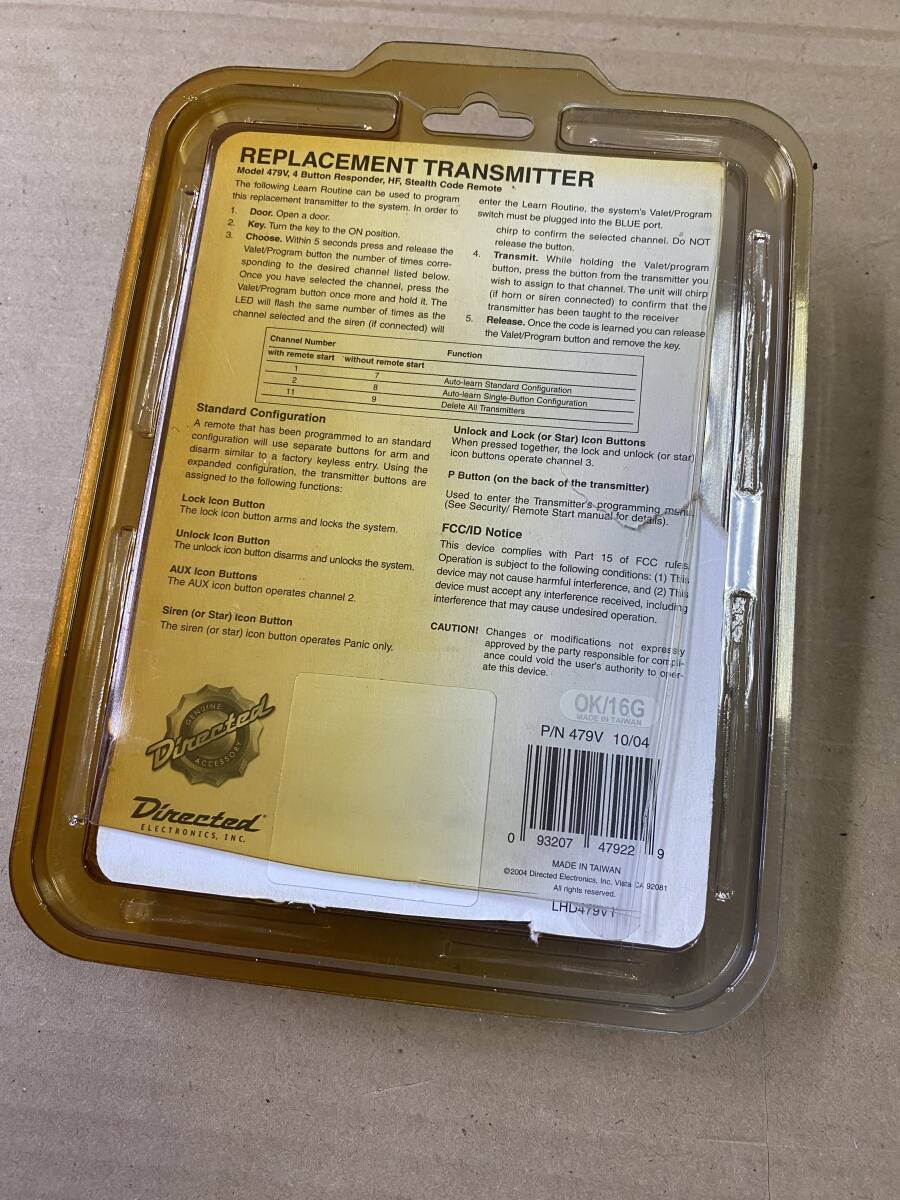 REPLACEMENT TRANSMITTER
Model 479V, 4 Button Responder, HF, Stealth Code Remote
The following Learn Routine can be used to program
this replacement transmitter to the system. In order to
1. Door. Open a door.
2. Key. Turn the key to the ON position.
3. Choose. Within 5 seconds press and release the
Valet/Program button the number of times corre-
sponding to the desired channel listed below.
Once you have selected the channel, press the
Valet/Program button once more and hold it. The
LED will flash the same number of times as the
channel selected and the siren (if connected) will
enter the Learn Routine, the system's Valet/Program
switch must be plugged into the BLUE port.
chirp to confirm the selected channel. Do NOT
release the button.
4. Transmit. While holding the Valet/program
button, press the button from the transmitter you
wish to assign to that channel. The unit will chirp
(if horn or siren connected) to confirm that the
transmitter has been taught to the receiver
5. Release. Once the code is learned you can release
the Valet/Program button and remove the key.
Channel Number
with remote start without remote start Function
1 7 Auto-learn Standard Configuration
2 8 Auto-learn Single-Button Configuration
11 9 Delete All Transmitters
Standard Configuration
A remote that has been programmed to an standard
configuration will use separate buttons for arm and
disarm similar to a factory keyless entry. Using the
expanded configuration, the transmitter buttons are
assigned to the following functions:
Lock Icon Button
The lock icon button arms and locks the system.
Unlock Icon Button
The unlock icon button disarms and unlocks the system.
AUX Icon Buttons
The AUX icon button operates channel 2.
Siren (or Star) Icon Button
The siren (or star) icon button operates Panic only.
Unlock and Lock (or Star) Icon Buttons
When pressed together, the lock and unlock (or star)
icon buttons operate channel 3.
P Button (on the back of the transmitter)
Used to enter the Transmitter's programming menu.
(See Security/ Remote Start manual for details).
FCC/ID Notice
This device complies with Part 15 of FCC rules.
Operation is subject to the following conditions: (1) This
device may not cause harmful interference, and (2) This
device must accept any interference received, including
interference that may cause undesired operation.
CAUTION! Changes or modifications not expressly
approved by the party responsible for compli-
ance could void the user's authority to oper-
ate this device.
GENUINE
Directed
ACCESSORY
Directed®
ELECTRONICS, INC.
OK/16G
MADE IN TAIWAN
P/N 479V 10/04
0 93207 47922 9
MADE IN TAIWAN
©2004 Directed Electronics, Inc. Vista CA 92081
All rights reserved.
LHD479V1